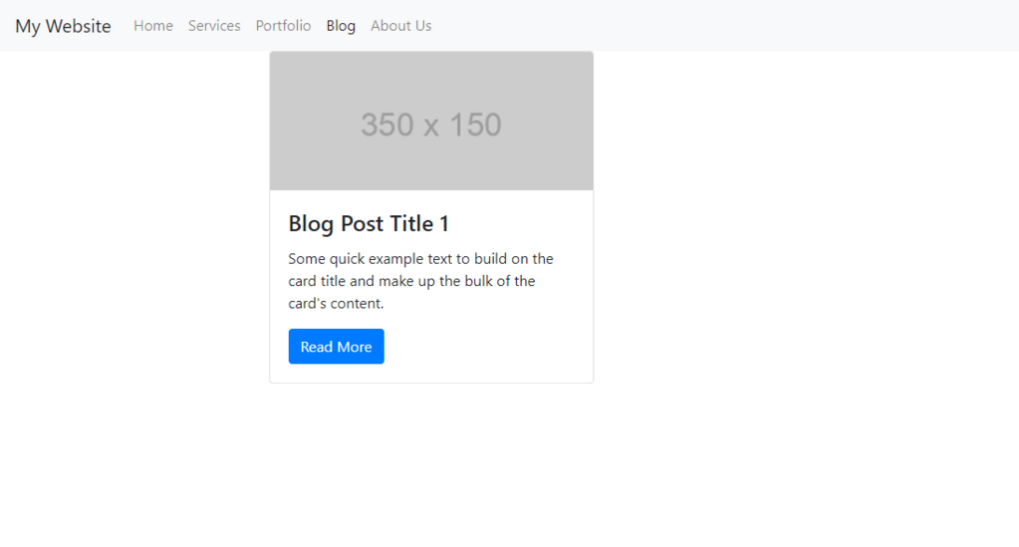 My Website Home Services Portfolio Blog About Us
350 x 150
Blog Post Title 1
Some quick example text to build on the
card title and make up the bulk of the
card's content.
Read More